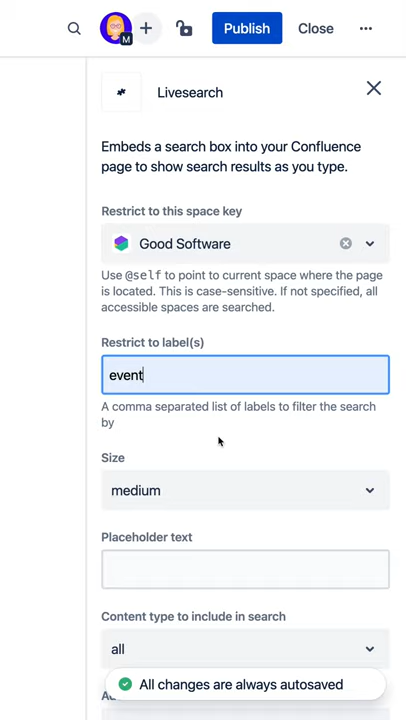 M
Publish
Close
Livesearch
Embeds a search box into your Confluence
page to show search results as you type.
Restrict to this space key
Good Software
Use @self to point to current space where the page
is located. This is case-sensitive. If not specified, all
accessible spaces are searched.
Restrict to label(s)
event
A comma separated list of labels to filter the search
by
Size
medium
Placeholder text
Content type to include in search
all
All changes are always autosaved